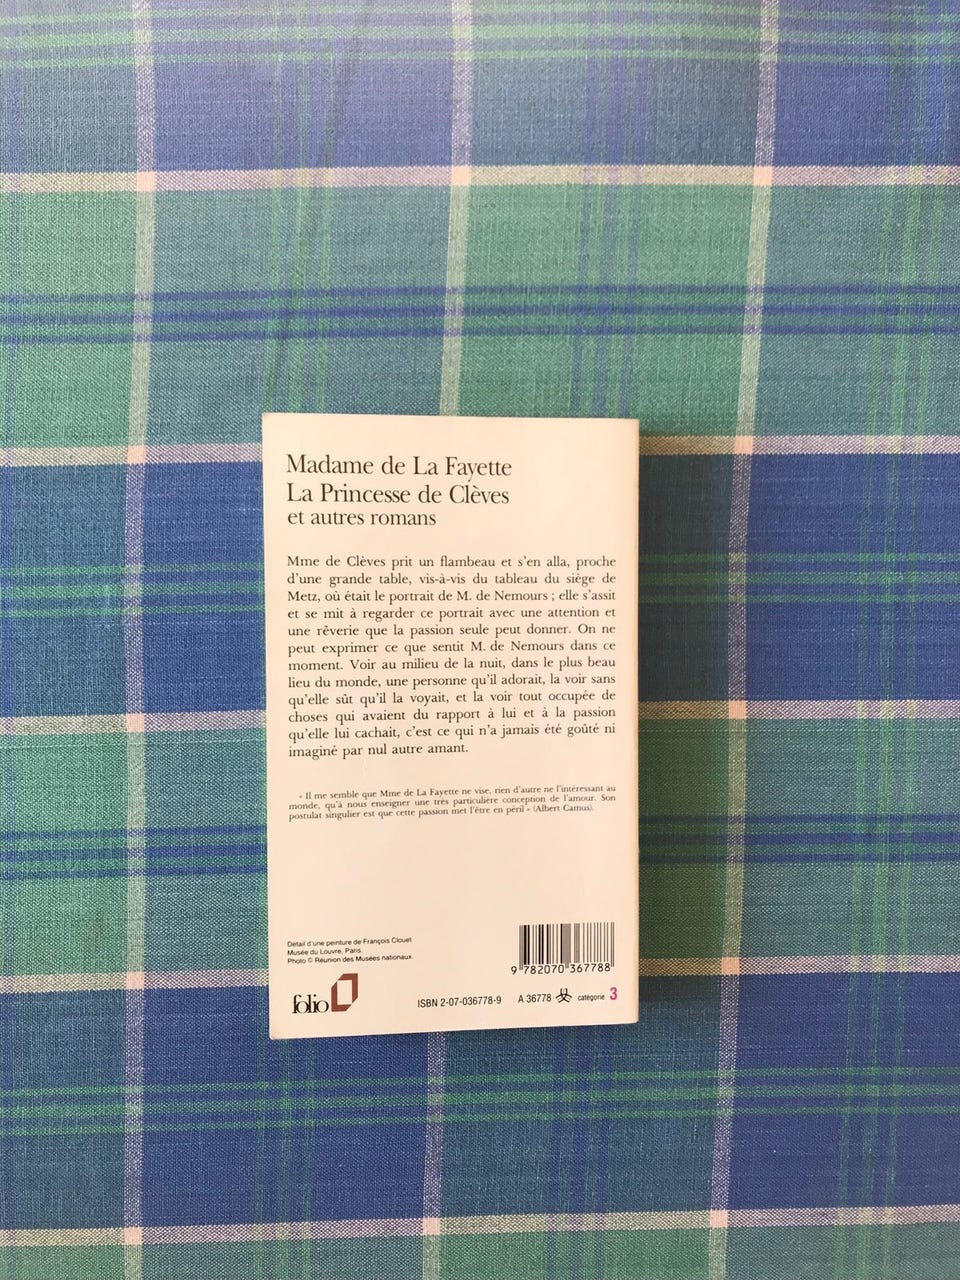 Madame de La Fayette
La Princesse de Clèves
et autres romans
Mme de Clèves prit un flambeau et s'en alla, proche
d'une grande table, vis-à-vis du tableau du siège de
Metz, où était le portrait de M. de Nemours ; elle s'assit
et se mit à regarder ce portrait avec une attention et
une rêverie que la passion seule peut donner. On ne
peut exprimer ce que sentit M. de Nemours dans ce
moment. Voir au milieu de la nuit, dans le plus beau
lieu du monde, une personne qu'il adorait, la voir sans
qu'elle sût qu'il la voyait, et la voir tout occupée de
choses qui avaient du rapport à lui et à la passion
qu'elle lui cachait, c'est ce qui n'a jamais été goûté ni
imaginé par nul autre amant.
« Il me semble que Mme de La Fayette ne vise, rien d'autre ne l'intéressant au
monde, qu'à nous enseigner une très particulière conception de l'amour. Son
postulat singulier est que cette passion met l'être en péril » (Albert Camus).
Détail d'une peinture de François Clouet.
Musée du Louvre, Paris.
Photo © Réunion des Musées nationaux.
9 782070 367788
folio
ISBN 2-07-036778-9 A 36778 catégorie 3